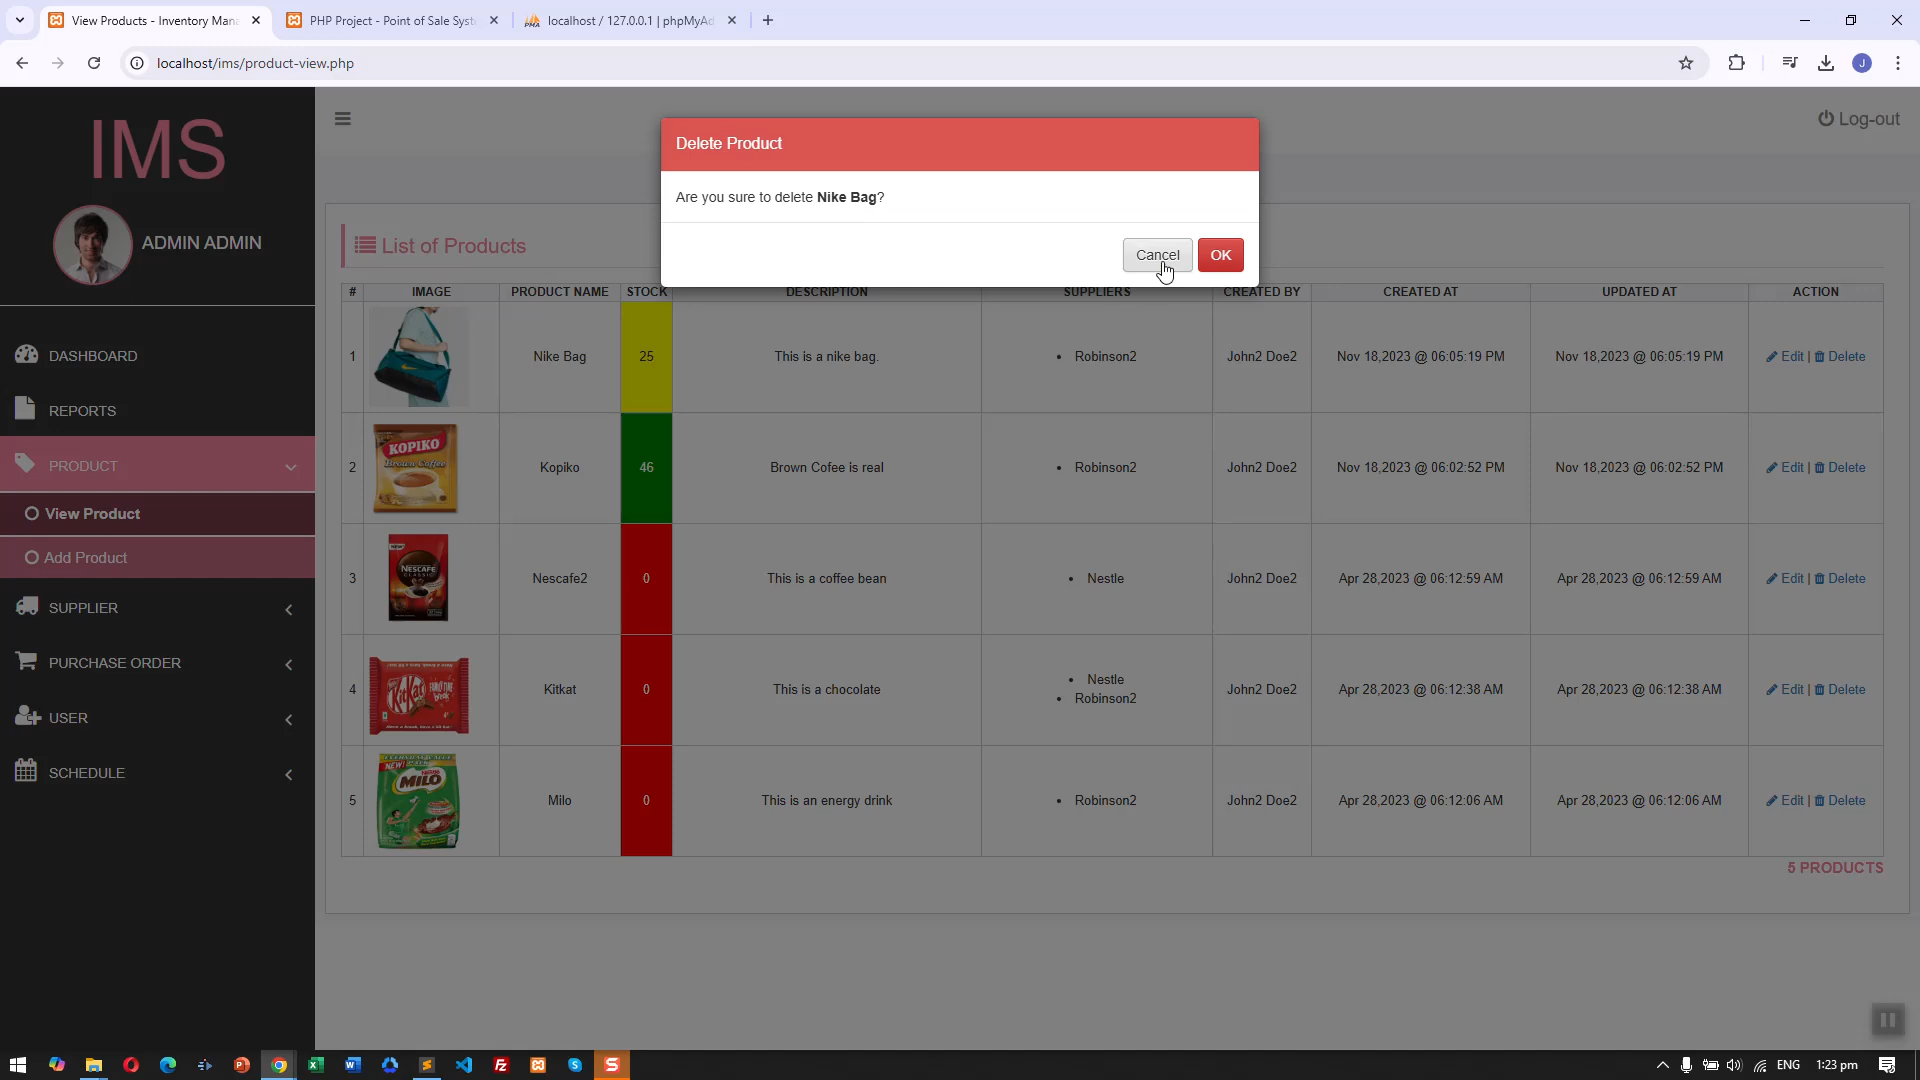 View Products - Inventory Mana
PHP Project - Point of Sale Syst
localhost / 127.0.0.1 | phpMyAd
localhost/ims/product-view.php
IMS
ADMIN ADMIN
DASHBOARD
REPORTS
PRODUCT
View Product
Add Product
SUPPLIER
PURCHASE ORDER
USER
SCHEDULE
Log-out
Delete Product
Are you sure to delete Nike Bag?
Cancel OK
List of Products
# IMAGE PRODUCT NAME STOCK DESCRIPTION SUPPLIERS CREATED BY CREATED AT UPDATED AT ACTION
1 Nike Bag 25 This is a nike bag. • Robinson2 John2 Doe2 Nov 18,2023 @ 06:05:19 PM Nov 18,2023 @ 06:05:19 PM Edit | Delete
KOPIKO
Brown Coffee
2 Kopiko 46 Brown Cofee is real • Robinson2 John2 Doe2 Nov 18,2023 @ 06:02:52 PM Nov 18,2023 @ 06:02:52 PM Edit | Delete
NESCAFE
CLASSIC
3 Nescafe2 0 This is a coffee bean • Nestle John2 Doe2 Apr 28,2023 @ 06:12:59 AM Apr 28,2023 @ 06:12:59 AM Edit | Delete
KitKat
4 Kitkat 0 This is a chocolate • Nestle
• Robinson2 John2 Doe2 Apr 28,2023 @ 06:12:38 AM Apr 28,2023 @ 06:12:38 AM Edit | Delete
NEW!
MILO
5 Milo 0 This is an energy drink • Robinson2 John2 Doe2 Apr 28,2023 @ 06:12:06 AM Apr 28,2023 @ 06:12:06 AM Edit | Delete
5 PRODUCTS
ENG 1:23 pm